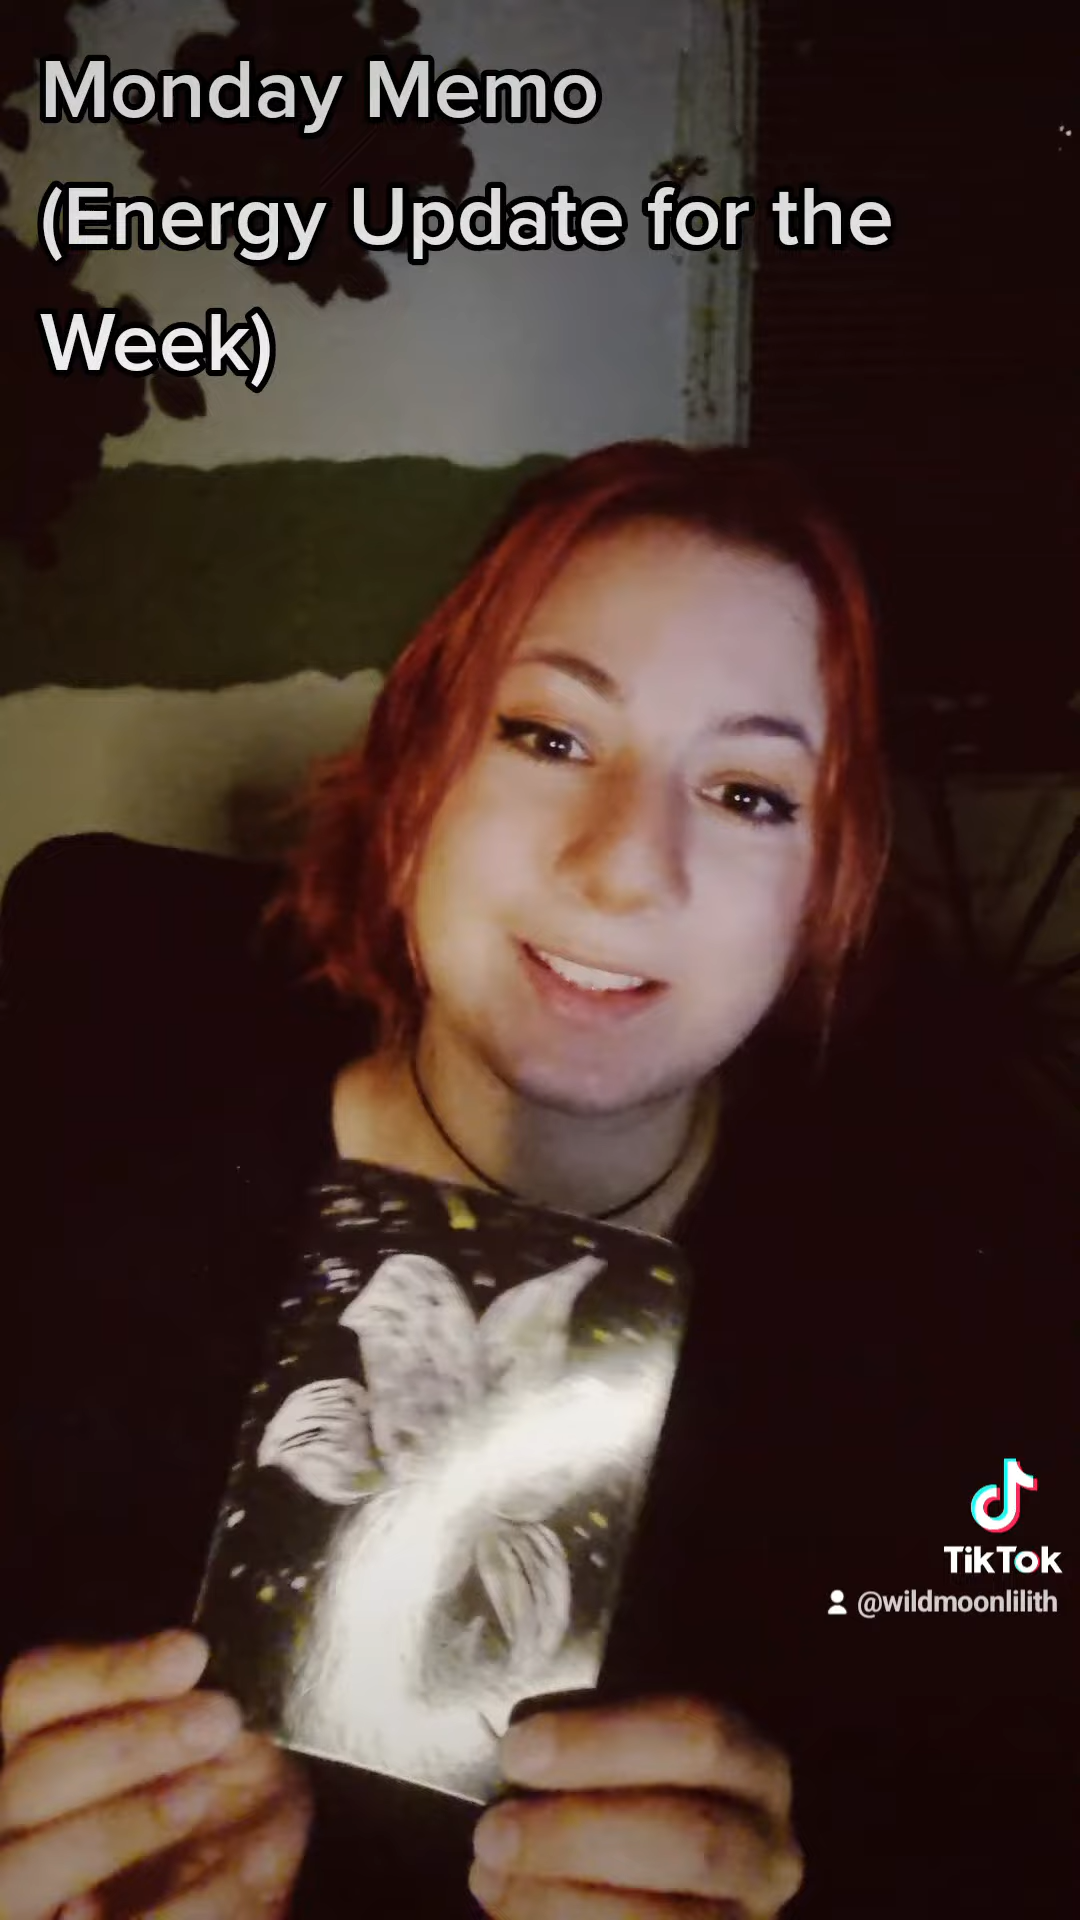 Monday Memo
(Energy Update for the
Week)
TikTok
@wildmoonlilith